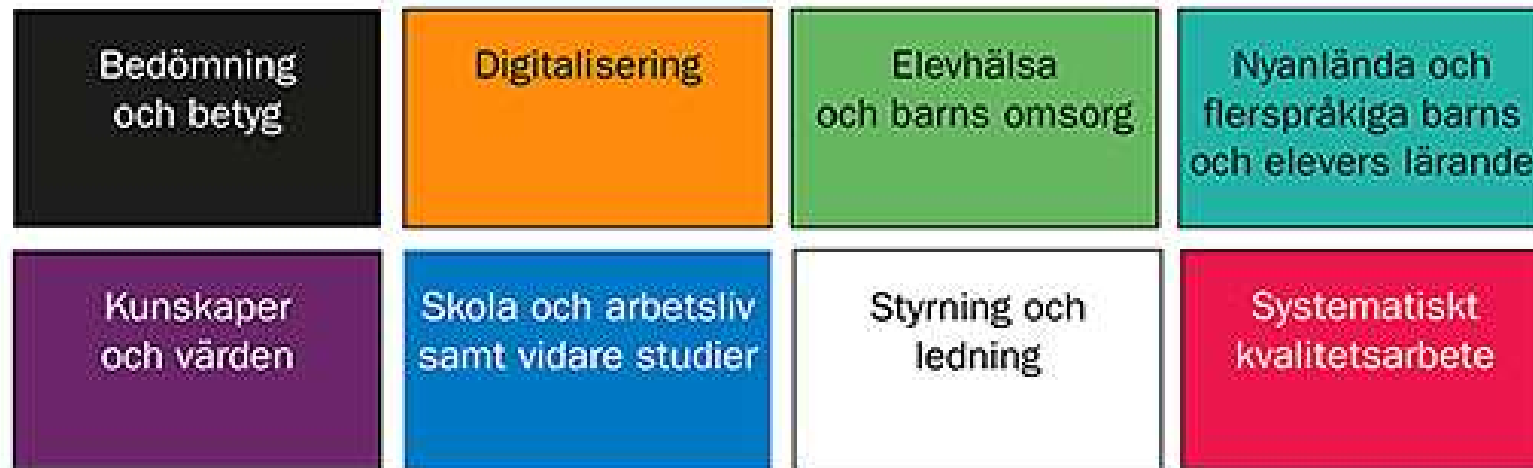 Bedömning
och betyg
Digitalisering
Elevhälsa
och barns omsorg
Nyanlända och
flerspråkiga barns
och elevers lärande
Kunskaper
och värden
Skola och arbetsliv
samt vidare studier
Styrning och
ledning
Systematiskt
kvalitetsarbete